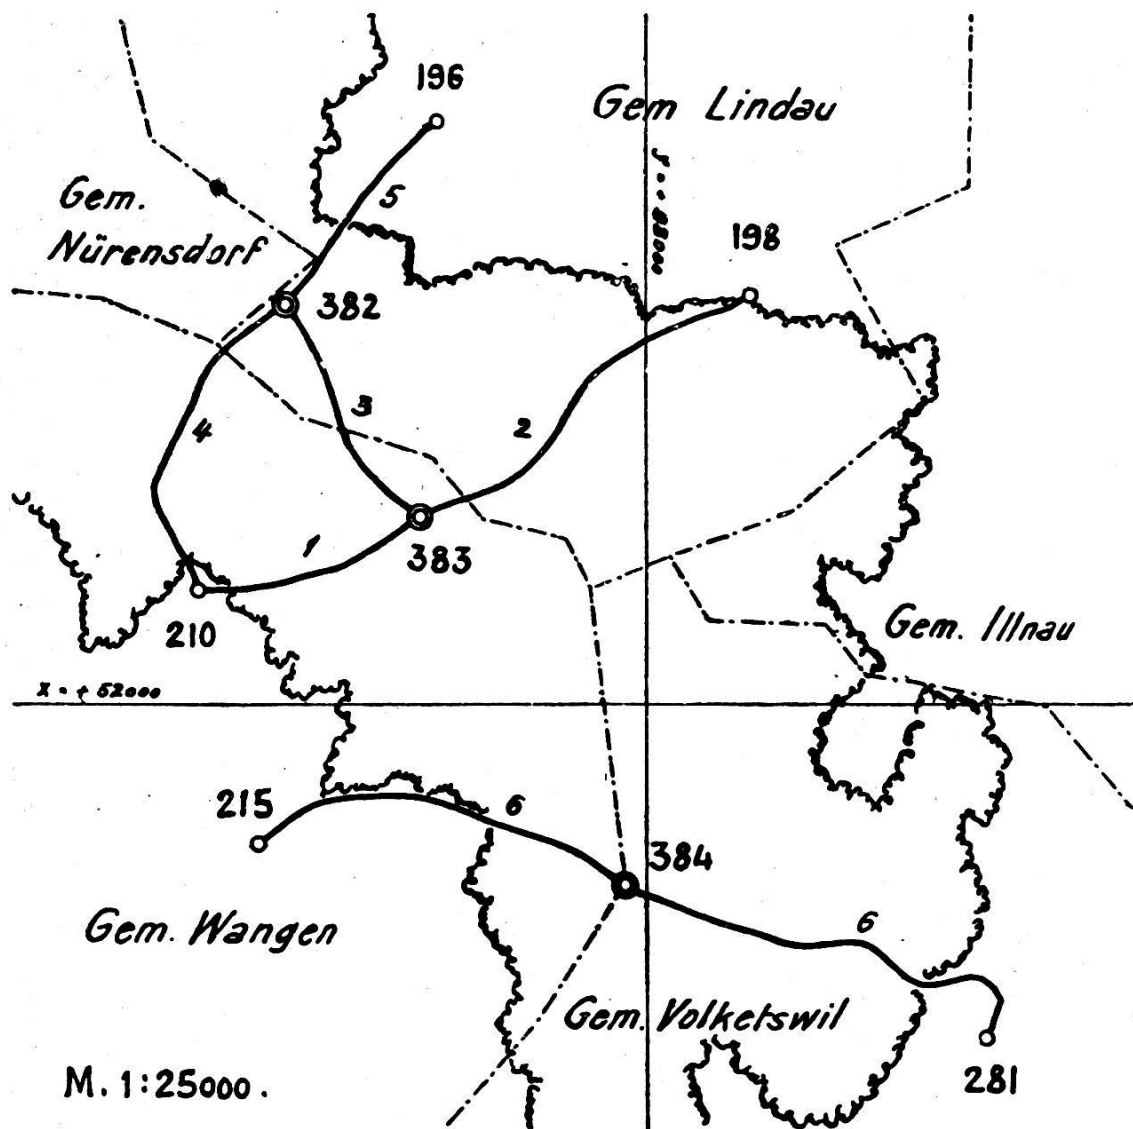 196
Gem Lindau
5
Gem.
Nürensdorf
y = + 88000
198
382
3
4
2
1
383
210
Gem. Illnau
x = + 52000
215
6
384
Gem. Wangen
6
Gem. Volketswil
M. 1:25000.
281